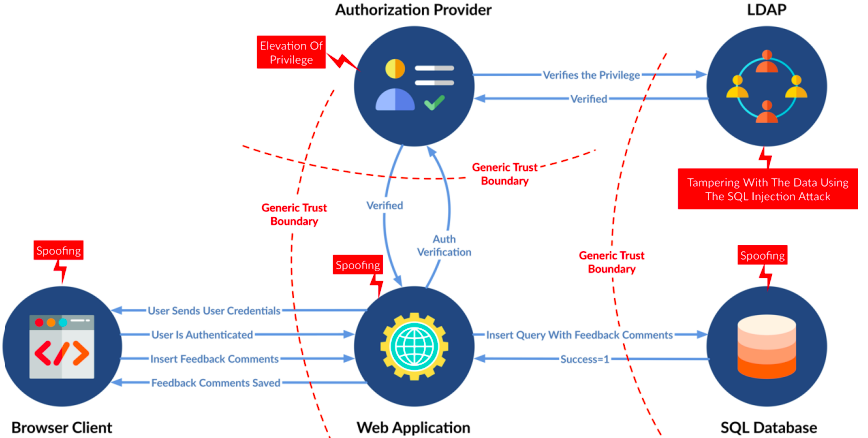 Authorization Provider
LDAP
Elevation Of
Privilege
Verifies the Privilege
Verified
Generic Trust
Boundary
Tampering With The Data Using
The SQL Injection Attack
Generic Trust
Boundary
Verified
Auth
Verification
Generic Trust
Boundary
Spoofing
Spoofing
Spoofing
User Sends User Credentials
User Is Authenticated
Insert Feedback Comments
Feedback Comments Saved
Insert Query With Feedback Comments
Success=1
Browser Client
Web Application
SQL Database